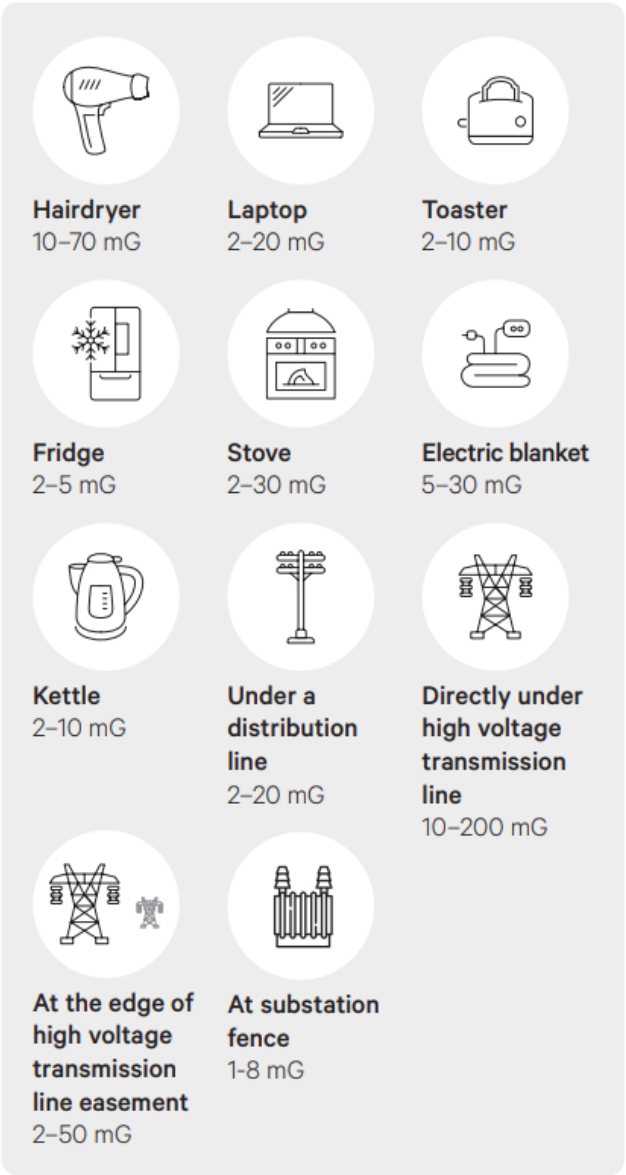 Hairdryer
10–70 mG
Laptop
2–20 mG
Toaster
2–10 mG
Fridge
2–5 mG
Stove
2–30 mG
Electric blanket
5–30 mG
Kettle
2–10 mG
Under a
distribution
line
2–20 mG
Directly under
high voltage
transmission
line
10–200 mG
At the edge of
high voltage
transmission
line easement
2–50 mG
At substation
fence
1-8 mG